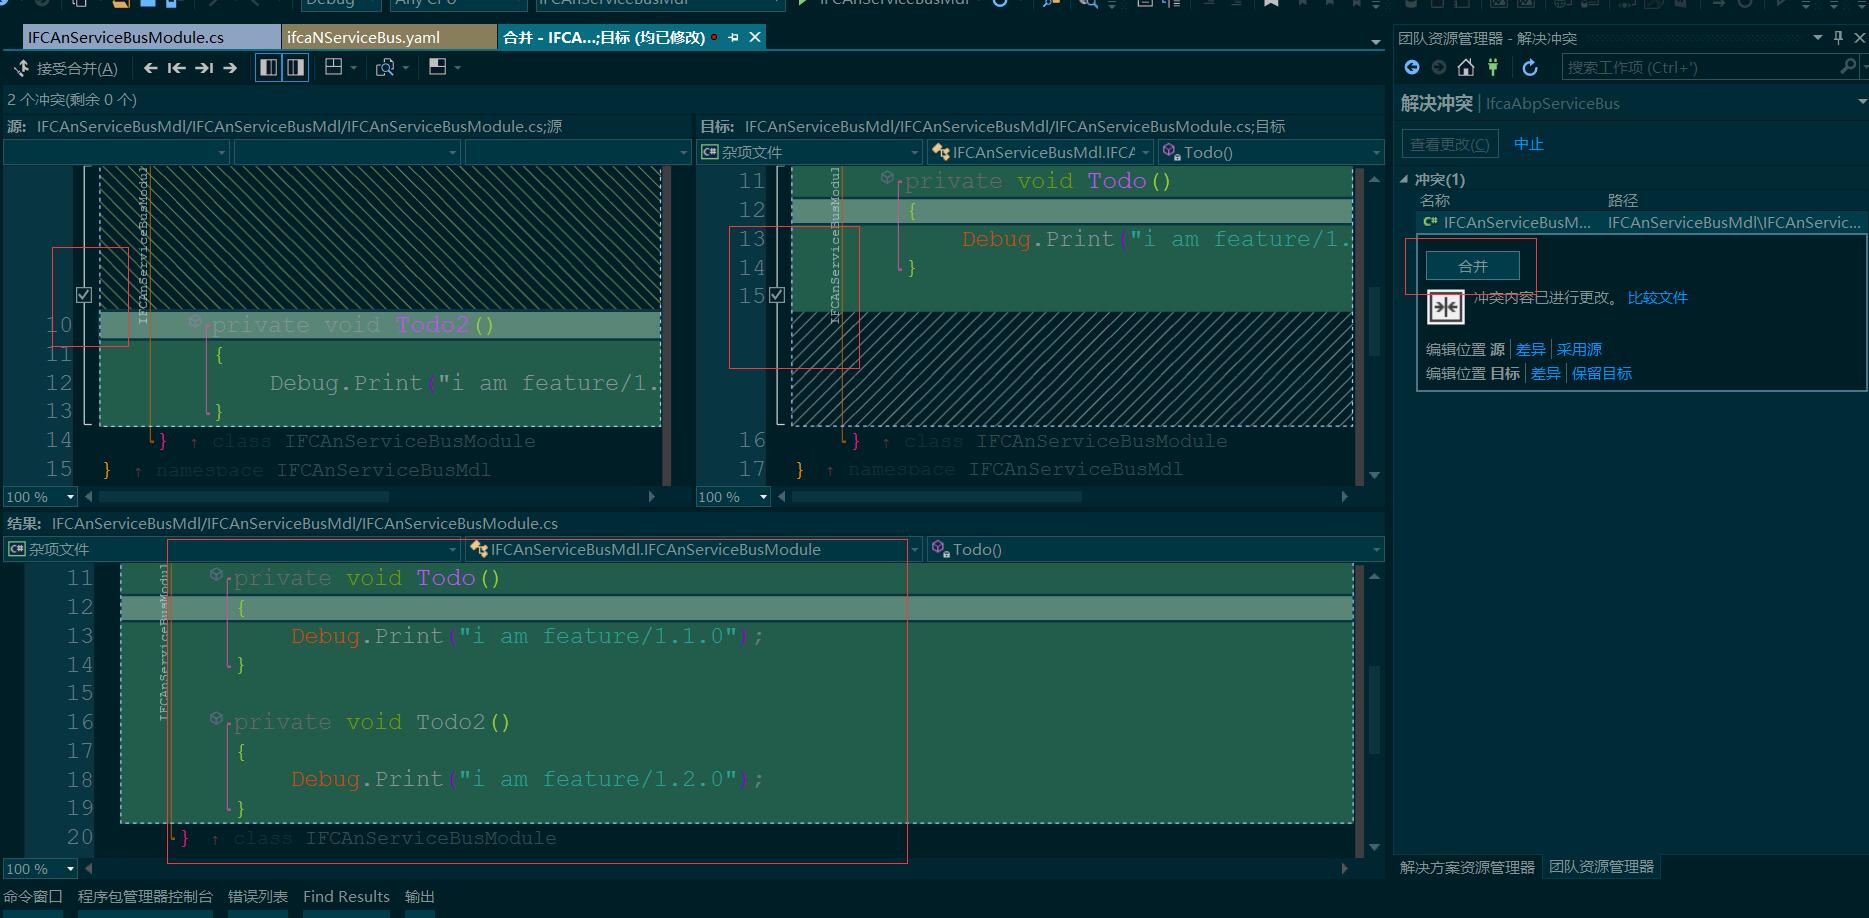 Debug
Any CPU
IFCAnServiceBusMdl
IFCAnServiceBusMdl
IFCAnServiceBusModule.cs
ifcaNServiceBus.yaml
合并 - IFCA...;目标 (均已修改)
接受合并(A)
2 个冲突(剩余 0 个)
源: IFCAnServiceBusMdl/IFCAnServiceBusMdl/IFCAnServiceBusModule.cs;源
IFCAnServiceBusModul
10 private void Todo2()
11 {
12 Debug.Print("i am feature/1.
13 }
14 } ↑ class IFCAnServiceBusModule
15 } ↑ namespace IFCAnServiceBusMdl
100 %
目标: IFCAnServiceBusMdl/IFCAnServiceBusMdl/IFCAnServiceBusModule.cs;目标
C# 杂项文件
IFCAnServiceBusMdl.IFCA
Todo()
IFCAnServiceBusModul
11 private void Todo()
12 {
13 Debug.Print("i am feature/1.
14 }
15
16 } ↑ class IFCAnServiceBusModule
17 } ↑ namespace IFCAnServiceBusMdl
100 %
结果: IFCAnServiceBusMdl/IFCAnServiceBusMdl/IFCAnServiceBusModule.cs
C# 杂项文件
IFCAnServiceBusMdl.IFCAnServiceBusModule
Todo()
IFCAnServiceBusModul
11 private void Todo()
12 {
13 Debug.Print("i am feature/1.1.0");
14 }
15
16 private void Todo2()
17 {
18 Debug.Print("i am feature/1.2.0");
19 }
20 } ↑ class IFCAnServiceBusModule
100 %
命令窗口 程序包管理器控制台 错误列表 Find Results 输出
团队资源管理器 - 解决冲突
搜索工作项 (Ctrl+')
解决冲突 | IfcaAbpServiceBus
查看更改(C) 中止
冲突(1)
名称 路径
C# IFCAnServiceBusM... IFCAnServiceBusMdl\IFCAnServic...
合并
冲突内容已进行更改。 比较文件
编辑位置 源 | 差异 | 采用源
编辑位置 目标 | 差异 | 保留目标
解决方案资源管理器 团队资源管理器